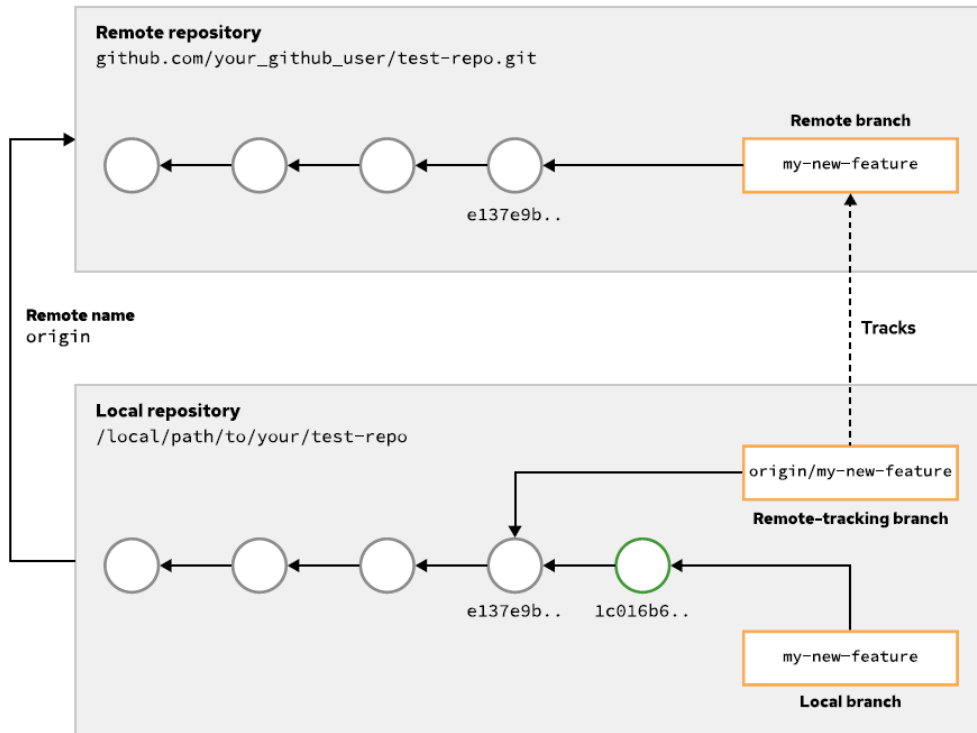 Remote repository
github.com/your_github_user/test-repo.git
Remote branch
my-new-feature
e137e9b..
Remote name
origin
Tracks
Local repository
/local/path/to/your/test-repo
origin/my-new-feature
Remote-tracking branch
e137e9b..
1c016b6..
my-new-feature
Local branch